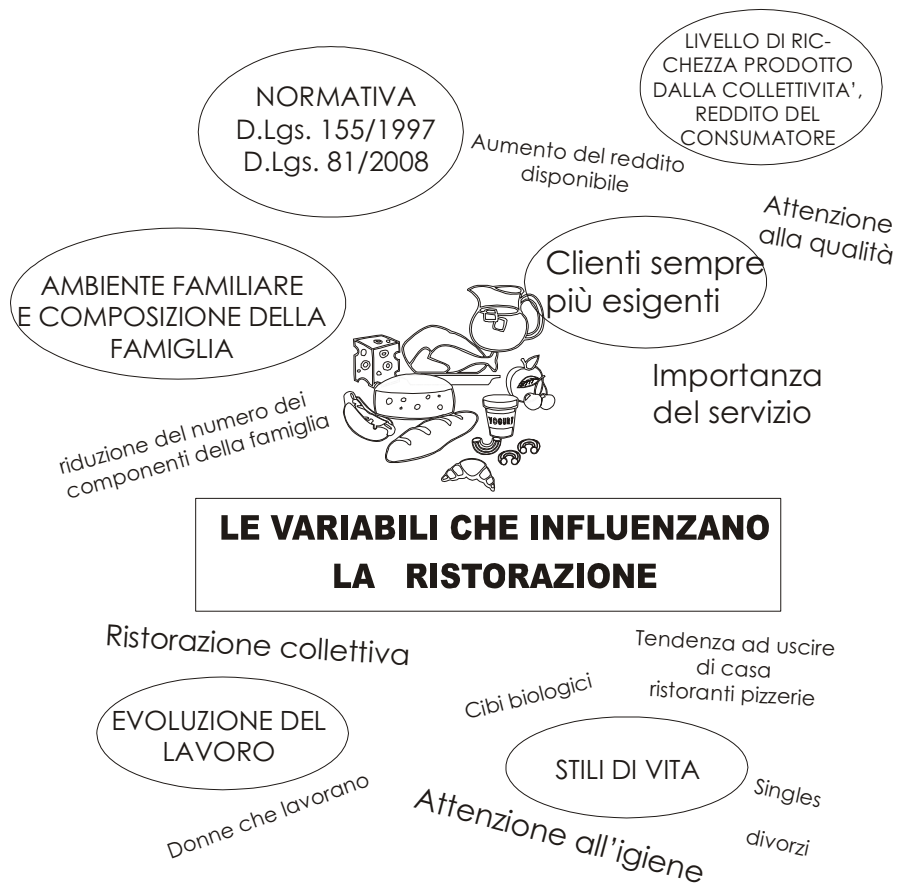 LIVELLO DI RIC-
CHEZZA PRODOTTO
DALLA COLLETTIVITA',
REDDITO DEL
CONSUMATORE
NORMATIVA
D.Lgs. 155/1997
D.Lgs. 81/2008
Aumento del reddito
disponibile
Attenzione
alla qualità
Clienti sempre
più esigenti
AMBIENTE FAMILIARE
E COMPOSIZIONE DELLA
FAMIGLIA
Importanza
del servizio
riduzione del numero dei
componenti della famiglia
YOGURT
LE VARIABILI CHE INFLUENZANO
LA RISTORAZIONE
Ristorazione collettiva
Tendenza ad uscire
di casa
ristoranti pizzerie
Cibi biologici
EVOLUZIONE DEL
LAVORO
STILI DI VITA
Singles
divorzi
Donne che lavorano
Attenzione all'igiene